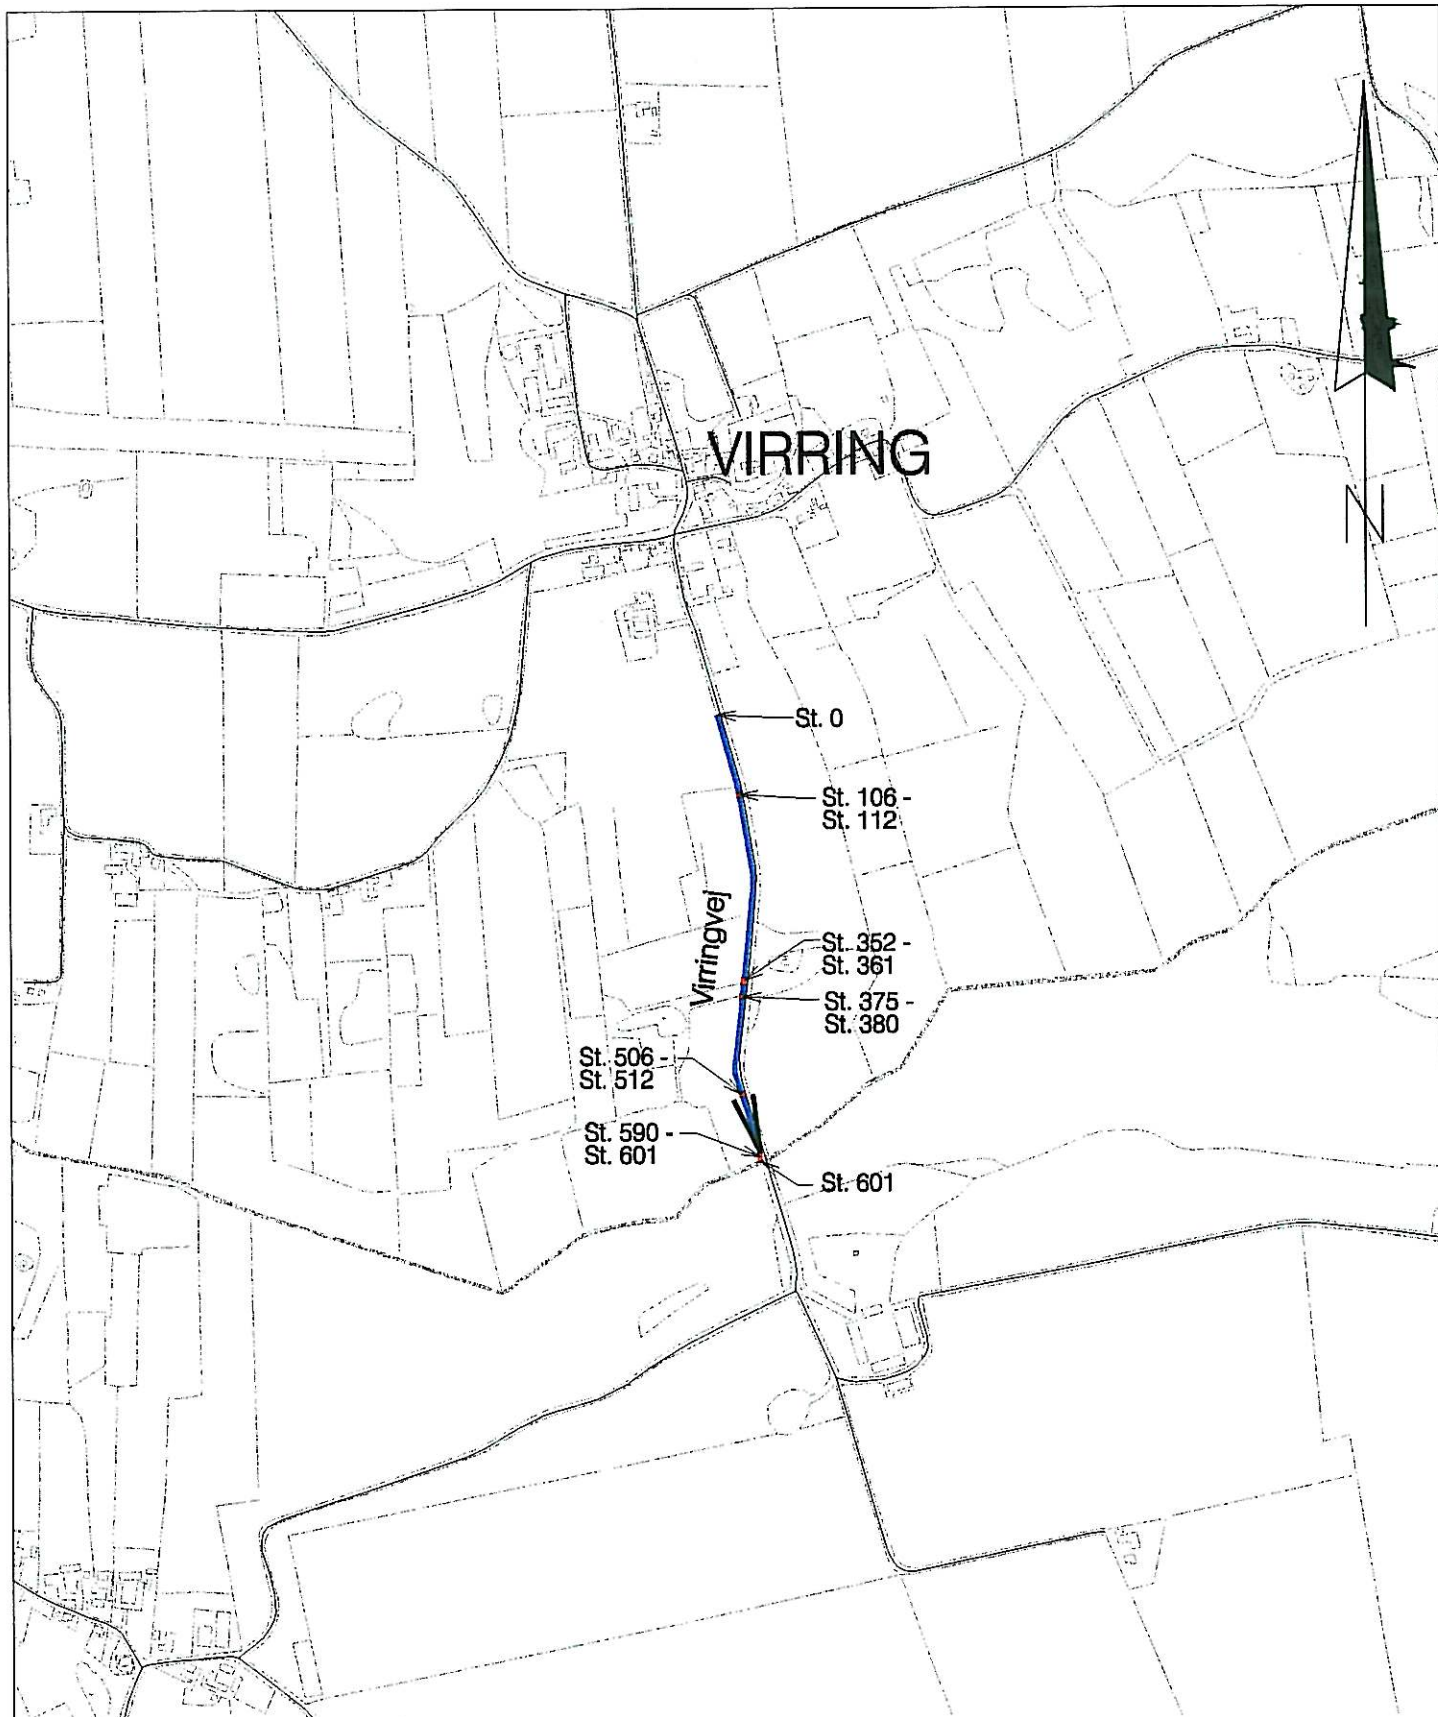 VIRRING
N
St. 0
St. 106 -
St. 112
Virringvej
St. 352 -
St. 361
St. 375 -
St. 380
St. 506 -
St. 512
St. 590 -
St. 601
St. 601